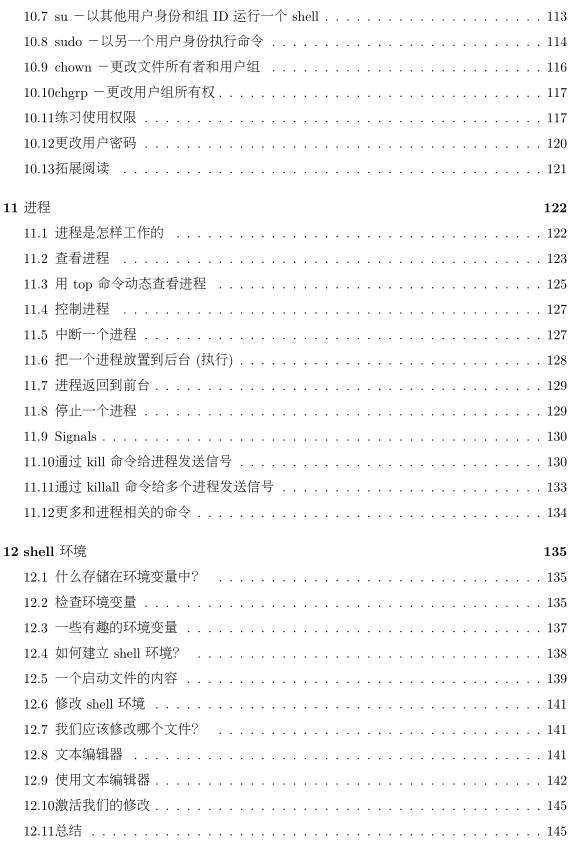 10.7 su －以其他用户身份和组 ID 运行一个 shell . . . . . . . . . . . . . . . . . . . . . 113
10.8 sudo －以另一个用户身份执行命令 . . . . . . . . . . . . . . . . . . . . . . . . . . 114
10.9 chown －更改文件所有者和用户组 . . . . . . . . . . . . . . . . . . . . . . . . . . 116
10.10chgrp －更改用户组所有权 . . . . . . . . . . . . . . . . . . . . . . . . . . . . . . . 117
10.11练习使用权限 . . . . . . . . . . . . . . . . . . . . . . . . . . . . . . . . . . . . . . 117
10.12更改用户密码 . . . . . . . . . . . . . . . . . . . . . . . . . . . . . . . . . . . . . . 120
10.13拓展阅读 . . . . . . . . . . . . . . . . . . . . . . . . . . . . . . . . . . . . . . . . 121
11 进程 122
11.1 进程是怎样工作的 . . . . . . . . . . . . . . . . . . . . . . . . . . . . . . . . . . . 122
11.2 查看进程 . . . . . . . . . . . . . . . . . . . . . . . . . . . . . . . . . . . . . . . . 123
11.3 用 top 命令动态查看进程 . . . . . . . . . . . . . . . . . . . . . . . . . . . . . . . 125
11.4 控制进程 . . . . . . . . . . . . . . . . . . . . . . . . . . . . . . . . . . . . . . . . 127
11.5 中断一个进程 . . . . . . . . . . . . . . . . . . . . . . . . . . . . . . . . . . . . . . 127
11.6 把一个进程放置到后台 (执行) . . . . . . . . . . . . . . . . . . . . . . . . . . . . . 128
11.7 进程返回到前台 . . . . . . . . . . . . . . . . . . . . . . . . . . . . . . . . . . . . . 129
11.8 停止一个进程 . . . . . . . . . . . . . . . . . . . . . . . . . . . . . . . . . . . . . . 129
11.9 Signals . . . . . . . . . . . . . . . . . . . . . . . . . . . . . . . . . . . . . . . . . . 130
11.10通过 kill 命令给进程发送信号 . . . . . . . . . . . . . . . . . . . . . . . . . . . . . 130
11.11通过 killall 命令给多个进程发送信号 . . . . . . . . . . . . . . . . . . . . . . . . . 133
11.12更多和进程相关的命令 . . . . . . . . . . . . . . . . . . . . . . . . . . . . . . . . . 134
12 shell 环境 135
12.1 什么存储在环境变量中？ . . . . . . . . . . . . . . . . . . . . . . . . . . . . . . . 135
12.2 检查环境变量 . . . . . . . . . . . . . . . . . . . . . . . . . . . . . . . . . . . . . . 135
12.3 一些有趣的环境变量 . . . . . . . . . . . . . . . . . . . . . . . . . . . . . . . . . . 137
12.4 如何建立 shell 环境？ . . . . . . . . . . . . . . . . . . . . . . . . . . . . . . . . . 138
12.5 一个启动文件的内容 . . . . . . . . . . . . . . . . . . . . . . . . . . . . . . . . . . 139
12.6 修改 shell 环境 . . . . . . . . . . . . . . . . . . . . . . . . . . . . . . . . . . . . . 141
12.7 我们应该修改哪个文件？ . . . . . . . . . . . . . . . . . . . . . . . . . . . . . . . 141
12.8 文本编辑器 . . . . . . . . . . . . . . . . . . . . . . . . . . . . . . . . . . . . . . . 141
12.9 使用文本编辑器 . . . . . . . . . . . . . . . . . . . . . . . . . . . . . . . . . . . . . 142
12.10激活我们的修改 . . . . . . . . . . . . . . . . . . . . . . . . . . . . . . . . . . . . . 145
12.11总结 . . . . . . . . . . . . . . . . . . . . . . . . . . . . . . . . . . . . . . . . . . . 145